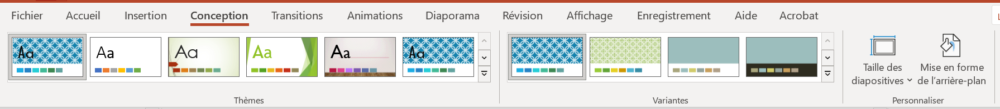 Fichier Accueil Insertion Conception Transitions Animations Diaporama Révision Affichage Enregistrement Aide Acrobat
Aa Aa Aa Aa Aa Aa
Taille des diapositives
Mise en forme de l'arrière-plan
Thèmes Variantes Personnaliser